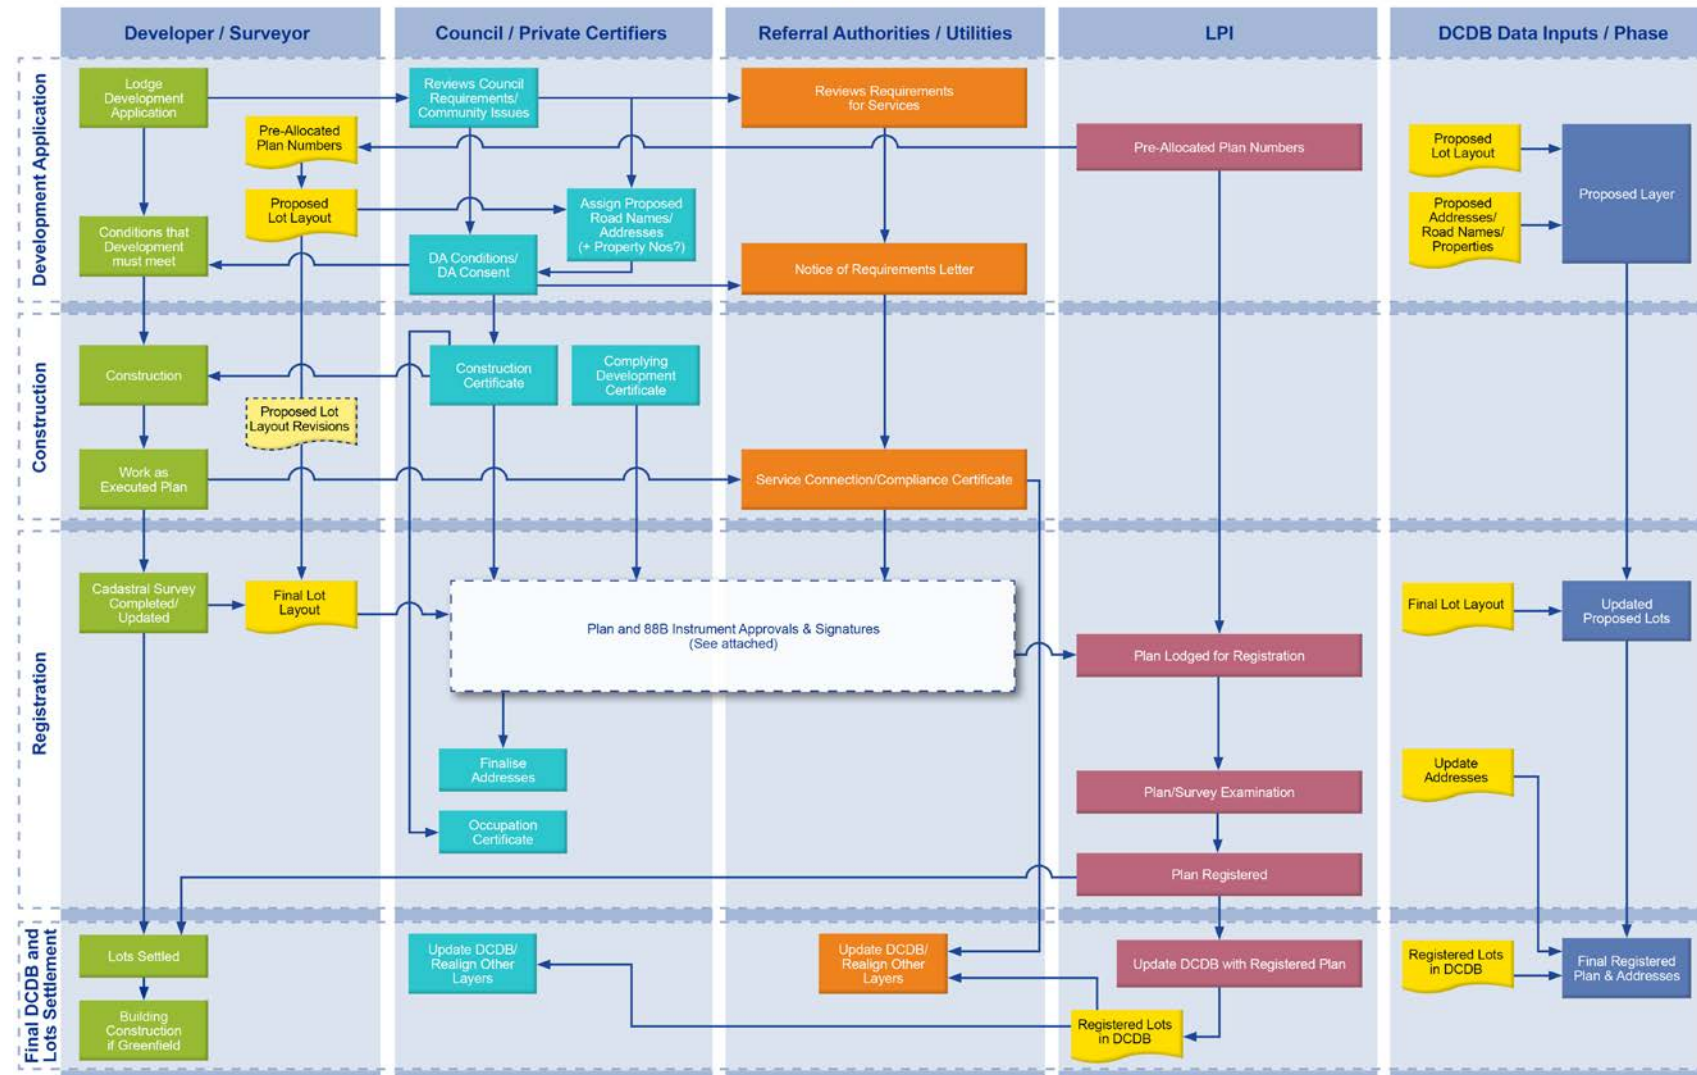 Developer / Surveyor
Council / Private Certifiers
Referral Authorities / Utilities
LPI
DCDB Data Inputs / Phase
Development Application
Lodge
Development
Application
Reviews Council
Requirements/
Community Issues
Reviews Requirements
for Services
Pre-Allocated
Plan Numbers
Pre-Allocated Plan Numbers
Proposed
Lot Layout
Proposed Layer
Proposed
Lot Layout
Assign Proposed
Road Names/
Addresses
(+ Property Nos?)
Proposed
Addresses/
Road Names/
Properties
Conditions that
Development
must meet
DA Conditions/
DA Consent
Notice of Requirements Letter
Construction
Construction
Construction
Certificate
Complying
Development
Certificate
Proposed Lot
Layout Revisions
Work as
Executed Plan
Service Connection/Compliance Certificate
Registration
Cadastral Survey
Completed/
Updated
Final Lot
Layout
Plan and 88B Instrument Approvals & Signatures
(See attached)
Plan Lodged for Registration
Final Lot Layout
Updated
Proposed Lots
Finalise
Addresses
Plan/Survey Examination
Update
Addresses
Occupation
Certificate
Plan Registered
Final DCDB and
Lots Settlement
Lots Settled
Update DCDB/
Realign Other
Layers
Update DCDB/
Realign Other
Layers
Update DCDB with Registered Plan
Registered Lots
in DCDB
Final Registered
Plan & Addresses
Building
Construction
if Greenfield
Registered Lots
in DCDB